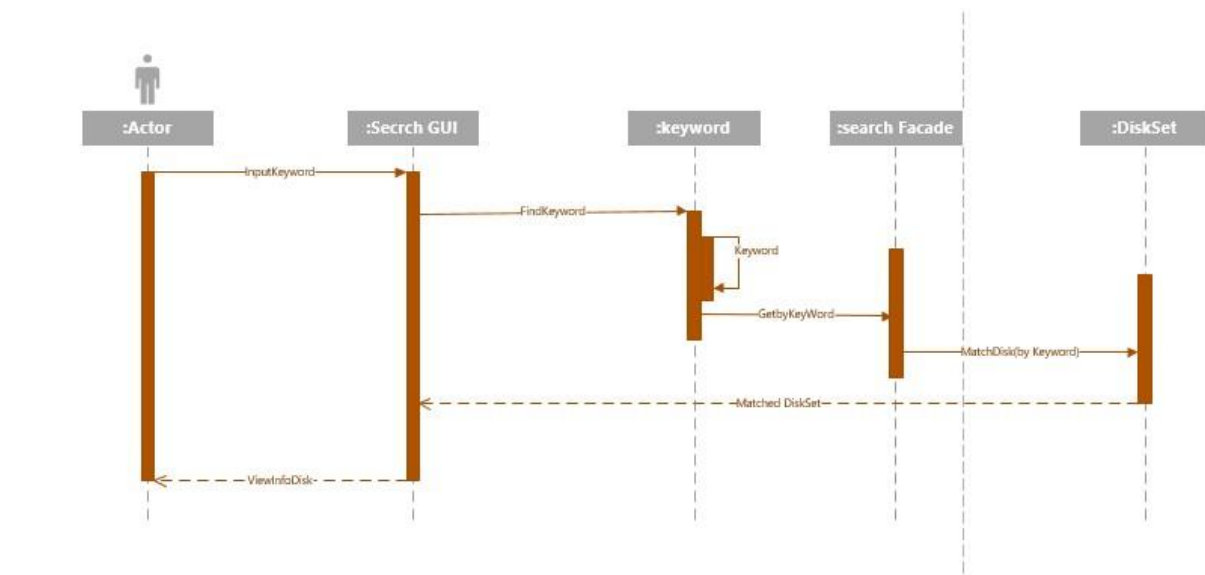 :Actor
:Secrch GUI
:keyword
:search Facade
:DiskSet
InputKeyword
FindKeyword
Keyword
GetbyKeyWord
MatchDisk(by Keyword)
Matched DiskSet
ViewInfoDisk